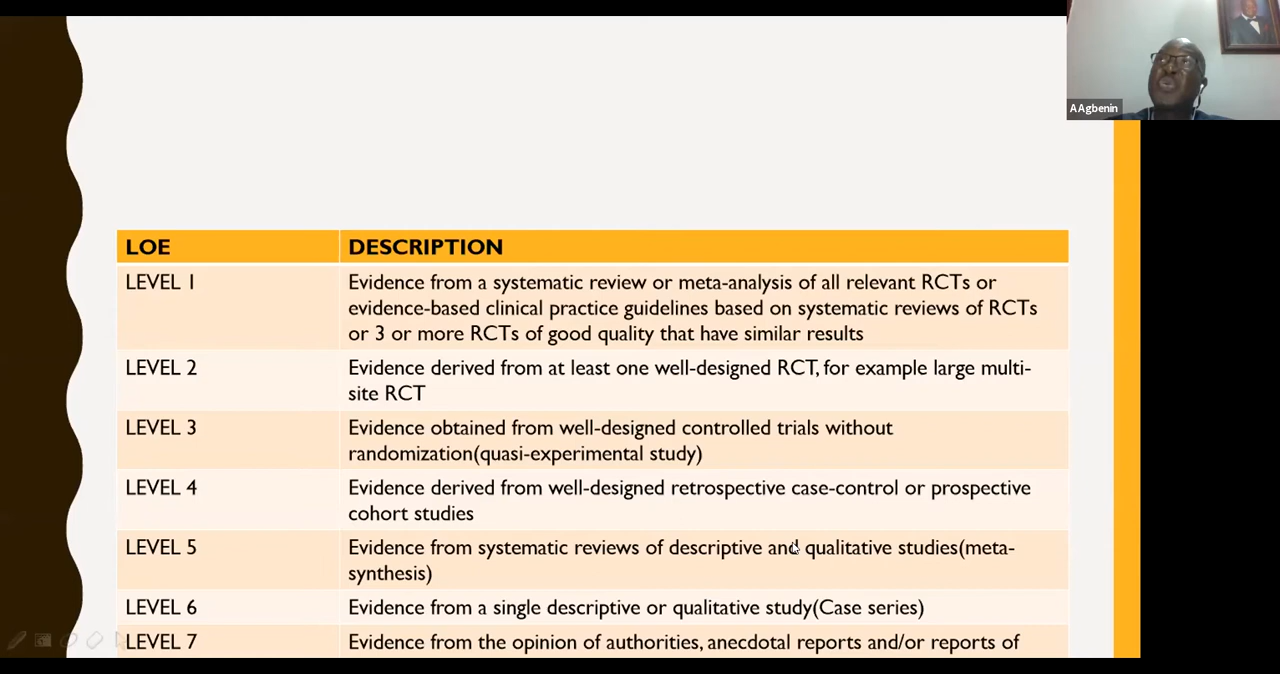 A Agbenin
LOE DESCRIPTION
LEVEL 1 Evidence from a systematic review or meta-analysis of all relevant RCTs or
evidence-based clinical practice guidelines based on systematic reviews of RCTs
or 3 or more RCTs of good quality that have similar results
LEVEL 2 Evidence derived from at least one well-designed RCT, for example large multi-
site RCT
LEVEL 3 Evidence obtained from well-designed controlled trials without
randomization(quasi-experimental study)
LEVEL 4 Evidence derived from well-designed retrospective case-control or prospective
cohort studies
LEVEL 5 Evidence from systematic reviews of descriptive and qualitative studies(meta-
synthesis)
LEVEL 6 Evidence from a single descriptive or qualitative study(Case series)
LEVEL 7 Evidence from the opinion of authorities, anecdotal reports and/or reports of